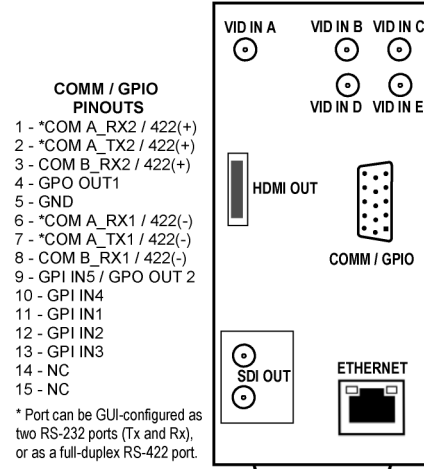 COMM / GPIO
PINOUTS
1 - *COM A_RX2 / 422(+)
2 - *COM A_TX2 / 422(+)
3 - COM B_RX2 / 422(+)
4 - GPO OUT1
5 - GND
6 - *COM A_RX1 / 422(-)
7 - *COM A_TX1 / 422(-)
8 - COM B_RX1 / 422(-)
9 - GPI IN5 / GPO OUT 2
10 - GPI IN4
11 - GPI IN1
12 - GPI IN2
13 - GPI IN3
14 - NC
15 - NC
* Port can be GUI-configured as
two RS-232 ports (Tx and Rx),
or as a full-duplex RS-422 port.
VID IN A
VID IN B VID IN C
VID IN D VID IN E
HDMI OUT
COMM / GPIO
SDI OUT
ETHERNET